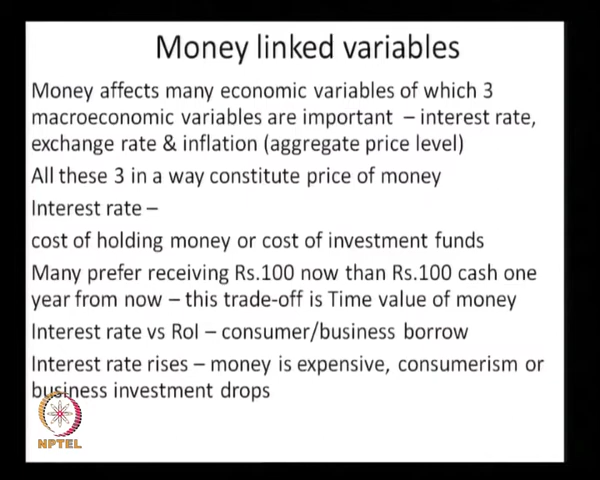 Money linked variables
Money affects many economic variables of which 3
macroeconomic variables are important – interest rate,
exchange rate & inflation (aggregate price level)
All these 3 in a way constitute price of money
Interest rate –
cost of holding money or cost of investment funds
Many prefer receiving Rs.100 now than Rs.100 cash one
year from now – this trade-off is Time value of money
Interest rate vs RoI – consumer/business borrow
Interest rate rises – money is expensive, consumerism or
business investment drops
NPTEL